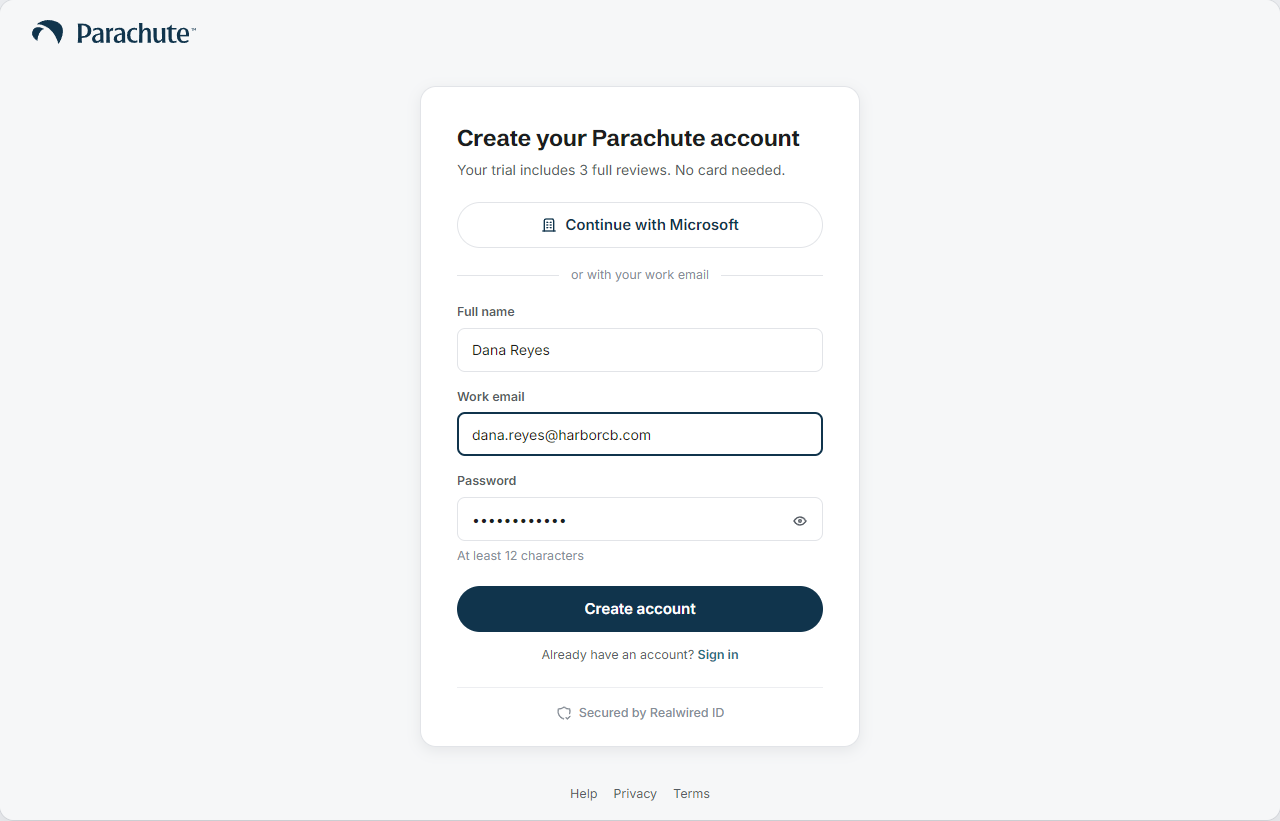 Parachute™
Create your Parachute account
Your trial includes 3 full reviews. No card needed.
Continue with Microsoft
or with your work email
Full name
Dana Reyes
Work email
dana.reyes@harborcb.com
Password
••••••••••••
At least 12 characters
Create account
Already have an account? Sign in
Secured by Realwired ID
Help Privacy Terms